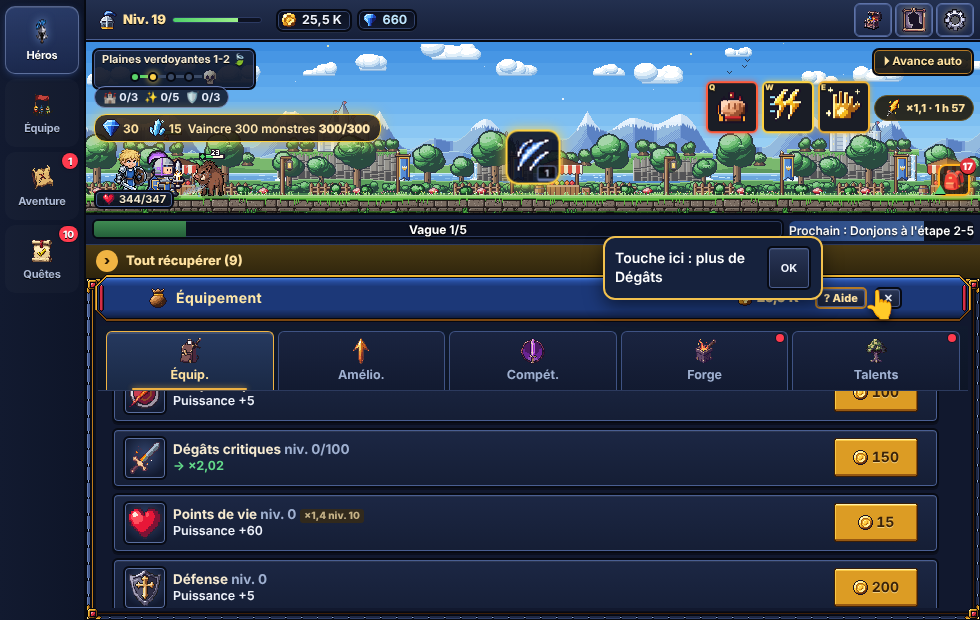 Niv. 19
25,5 K
660
Héros
Équipe
1
Aventure
10
Quêtes
Plaines verdoyantes 1-2
0/3 0/5 0/3
30 15 Vaincre 300 monstres 300/300
Q
W
E
Avance auto
×1,1 · 1 h 57
23
1
17
344/347
Vague 1/5
Prochain : Donjons à l'étape 2-5
Tout récupérer (9)
Touche ici : plus de
Dégâts
OK
Équipement
? Aide
Équip.
Amélio.
Compét.
Forge
Talents
Puissance +5
100
Dégâts critiques niv. 0/100
→ ×2,02
150
Points de vie niv. 0 ×1,4 niv. 10
Puissance +60
15
Défense niv. 0
Puissance +5
200